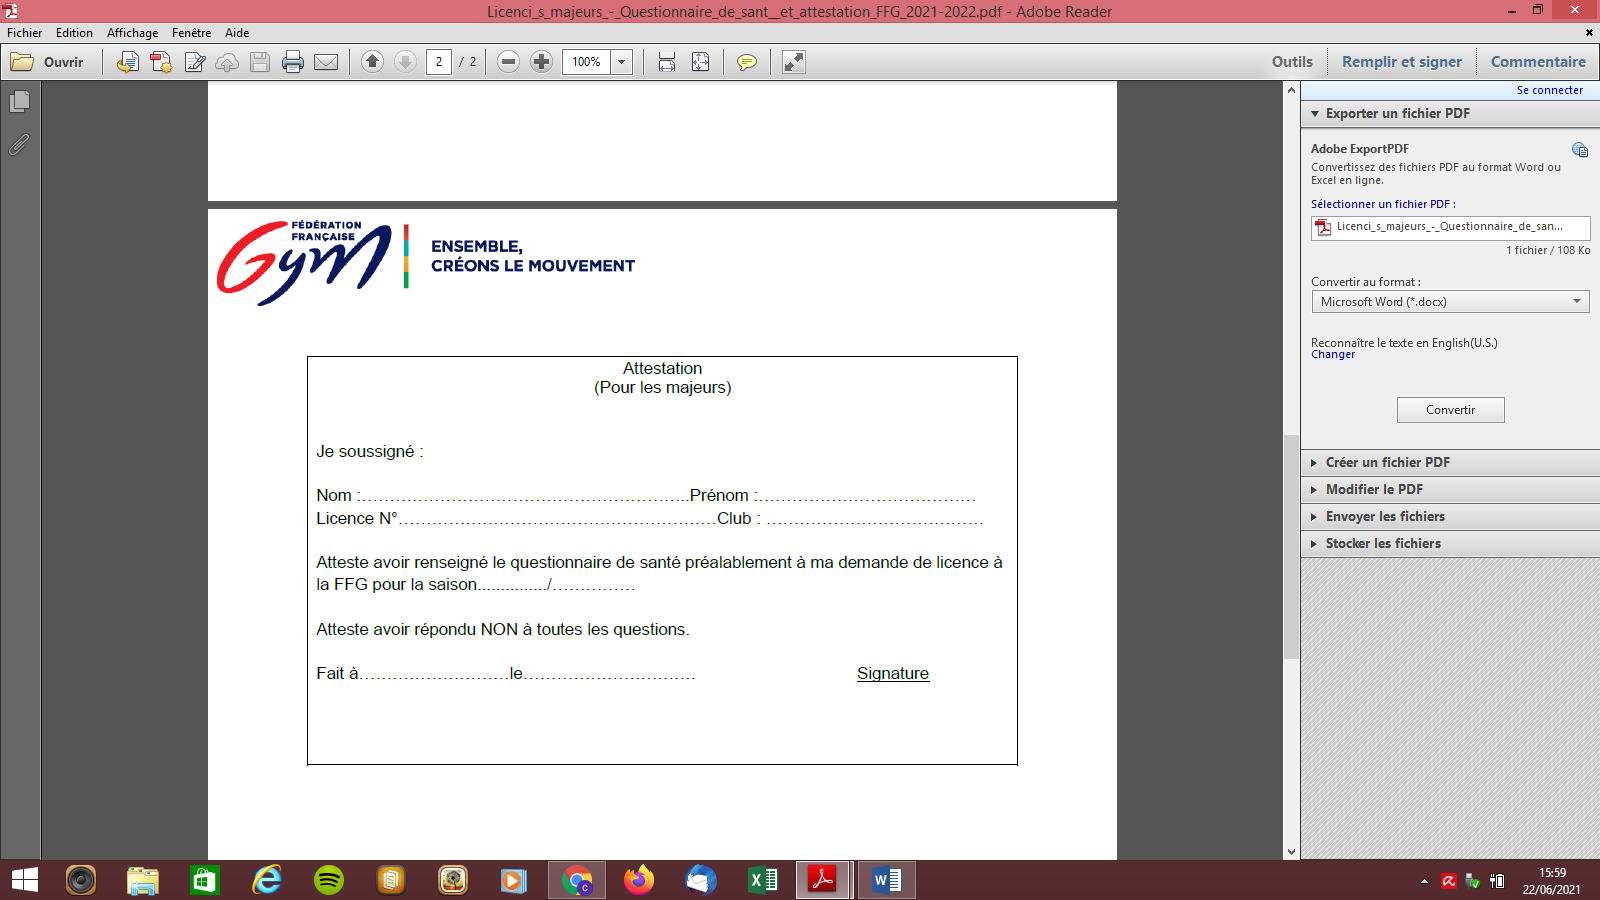 Licenci_s_majeurs_-_Questionnaire_de_sant__et_attestation_FFG_2021-2022.pdf - Adobe Reader
Fichier Edition Affichage Fenêtre Aide
Ouvrir 2 / 2 100% Outils Remplir et signer Commentaire
Se connecter
Exporter un fichier PDF
Adobe ExportPDF
Convertissez des fichiers PDF au format Word ou
Excel en ligne.
Sélectionner un fichier PDF :
Licenci_s_majeurs_-_Questionnaire_de_san...
1 fichier / 108 Ko
Convertir au format :
Microsoft Word (*.docx)
Reconnaître le texte en English(U.S.)
Changer
Convertir
Créer un fichier PDF
Modifier le PDF
Envoyer les fichiers
Stocker les fichiers
FÉDÉRATION
FRANÇAISE
Gym
ENSEMBLE,
CRÉONS LE MOUVEMENT
Attestation
(Pour les majeurs)
Je soussigné :
Nom :…………………………………………………..Prénom :…………………………………
Licence N°…………………………………………………Club : …………………………………
Atteste avoir renseigné le questionnaire de santé préalablement à ma demande de licence à
la FFG pour la saison.............../……………
Atteste avoir répondu NON à toutes les questions.
Fait à………………………le…………………………. Signature
15:59
22/06/2021